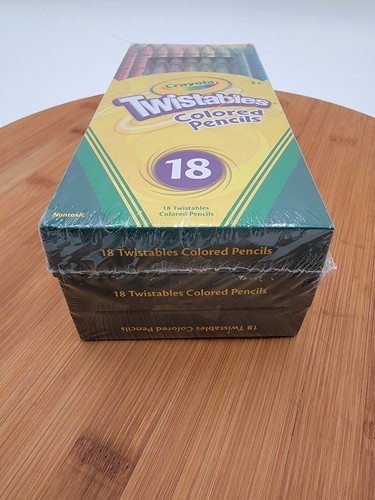 Crayola
Twistables
Colored
Pencils
18
18 Twistables
Colored Pencils
Nontoxic
18 Twistables Colored Pencils
18 Twistables Colored Pencils
18 Twistables Colored Pencils